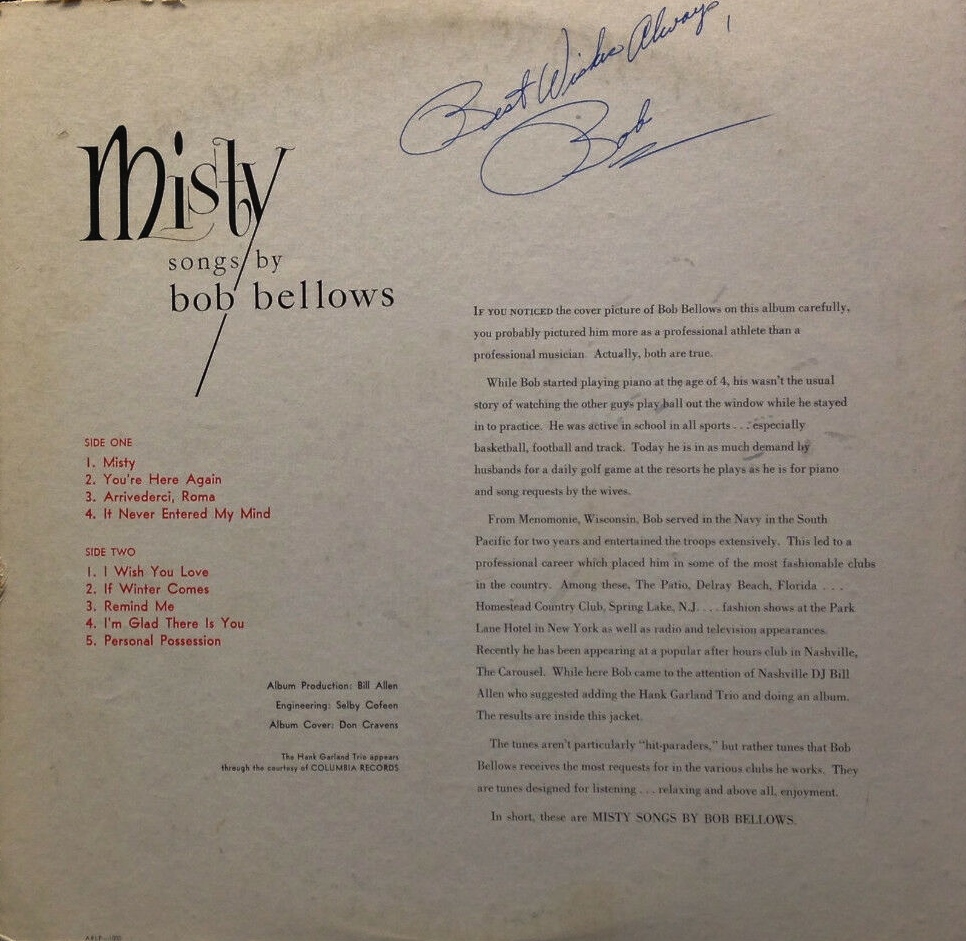 Best Wishes Always,
Bob
Misty
songs by
bob bellows
SIDE ONE
1. Misty
2. You're Here Again
3. Arrivederci, Roma
4. It Never Entered My Mind
SIDE TWO
1. I Wish You Love
2. If Winter Comes
3. Remind Me
4. I'm Glad There Is You
5. Personal Possession
Album Production: Bill Allen
Engineering: Selby Cofeen
Album Cover: Don Cravens
The Hank Garland Trio appears
through the courtesy of COLUMBIA RECORDS
IF YOU NOTICED the cover picture of Bob Bellows on this album carefully,
you probably pictured him more as a professional athlete than a
professional musician. Actually, both are true.
While Bob started playing piano at the age of 4, his wasn't the usual
story of watching the other guys play ball out the window while he stayed
in to practice. He was active in school in all sports . . . especially
basketball, football and track. Today he is in as much demand by
husbands for a daily golf game at the resorts he plays as he is for piano
and song requests by the wives.
From Menomonie, Wisconsin, Bob served in the Navy in the South
Pacific for two years and entertained the troops extensively. This led to a
professional career which placed him in some of the most fashionable clubs
in the country. Among these, The Patio, Delray Beach, Florida . . .
Homestead Country Club, Spring Lake, N.J. . . . fashion shows at the Park
Lane Hotel in New York as well as radio and television appearances.
Recently he has been appearing at a popular after hours club in Nashville,
The Carousel. While here Bob came to the attention of Nashville DJ Bill
Allen who suggested adding the Hank Garland Trio and doing an album.
The results are inside this jacket.
The tunes aren't particularly "hit-paraders," but rather tunes that Bob
Bellows receives the most requests for in the various clubs he works. They
are tunes designed for listening . . . relaxing and above all, enjoyment.
In short, these are MISTY SONGS BY BOB BELLOWS.